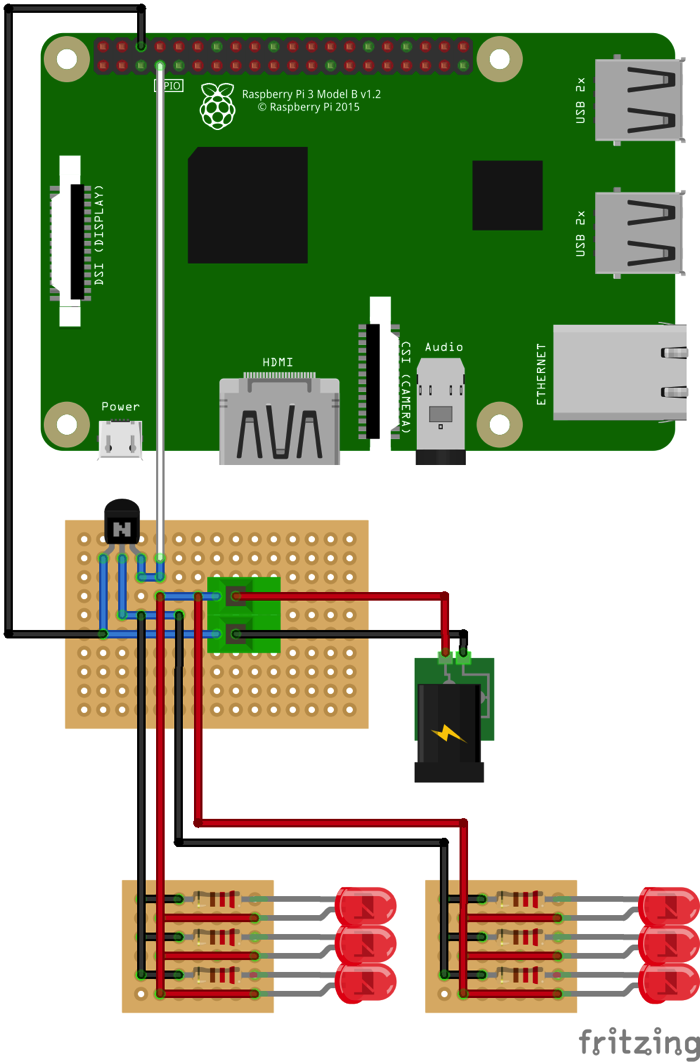 GPIO
Raspberry Pi 3 Model B v1.2
© Raspberry Pi 2015
USB 2x
DSI (DISPLAY)
USB 2x
HDMI
CSI (CAMERA)
Audio
ETHERNET
Power
N
fritzing